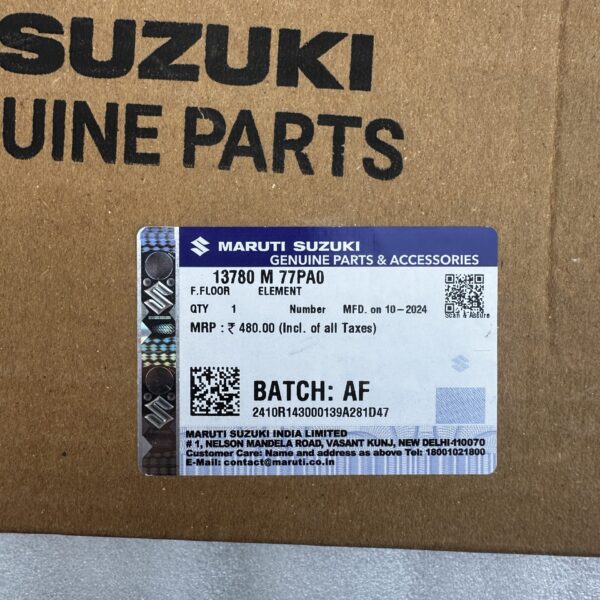 SUZUKI
UINE PARTS
MARUTI SUZUKI
GENUINE PARTS & ACCESSORIES
13780 M 77PA0
F.FLOOR ELEMENT
QTY 1 Number MFD. on 10-2024
MRP : ₹ 480.00 (Incl. of all Taxes)
Scan & Assure
BATCH: AF
2410R143000139A281D47
MARUTI SUZUKI INDIA LIMITED
# 1, NELSON MANDELA ROAD, VASANT KUNJ, NEW DELHI-110070
Customer Care: Name and address as above Tel: 18001021800
E-Mail: contact@maruti.co.in